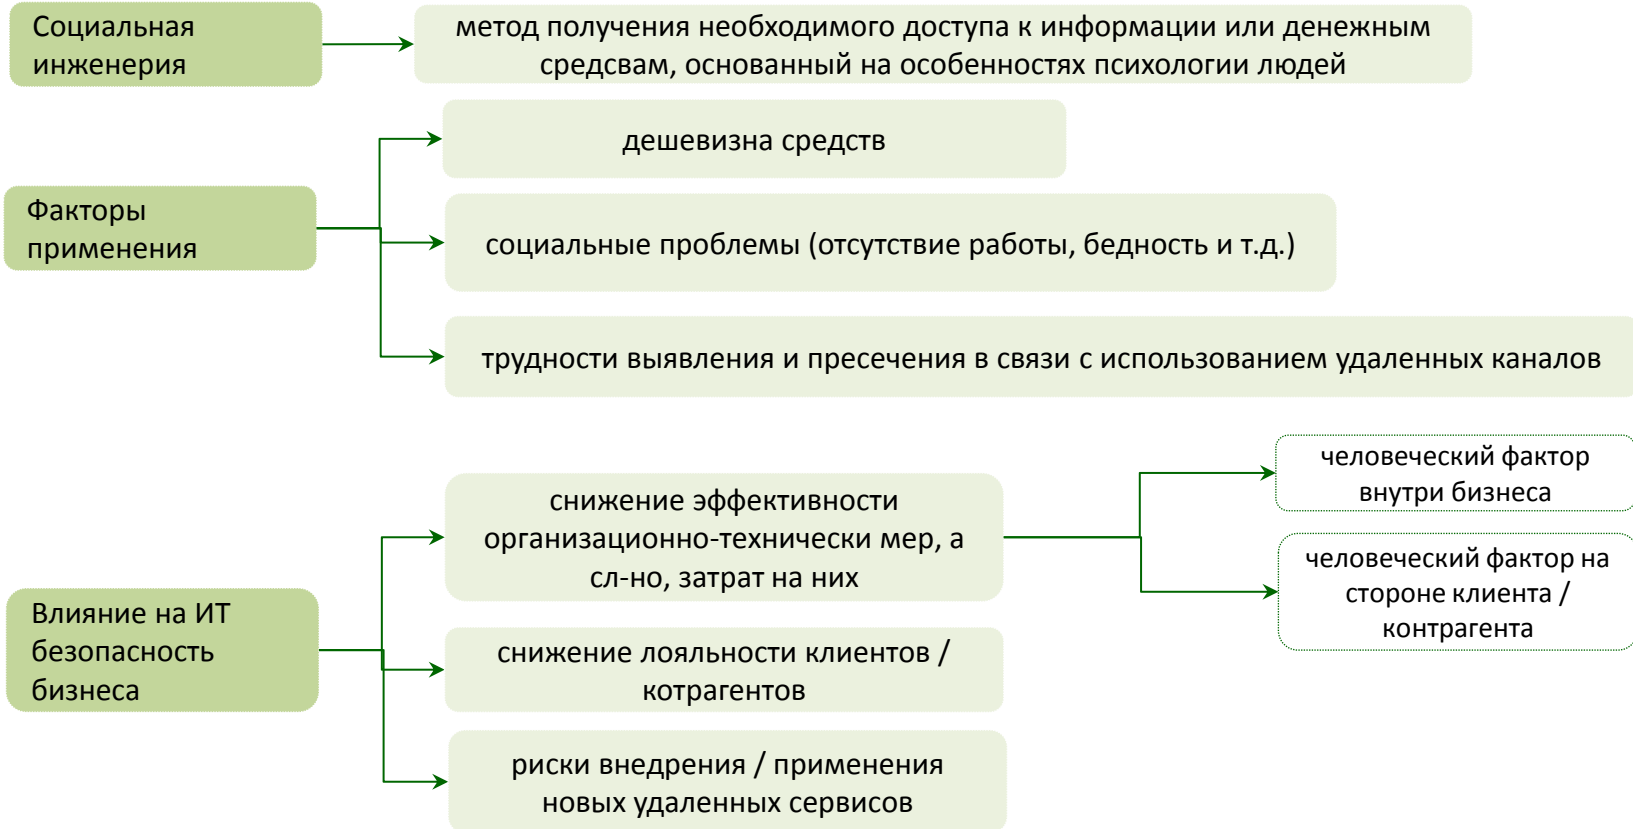 Социальная
инженерия
метод получения необходимого доступа к информации или денежным
средсвам, основанный на особенностях психологии людей
дешевизна средств
Факторы
применения
социальные проблемы (отсутствие работы, бедность и т.д.)
трудности выявления и пресечения в связи с использованием удаленных каналов
человеческий фактор
внутри бизнеса
снижение эффективности
организационно-технически мер, а
сл-но, затрат на них
человеческий фактор на
стороне клиента /
контрагента
Влияние на ИТ
безопасность
бизнеса
снижение лояльности клиентов /
котрагентов
риски внедрения / применения
новых удаленных сервисов